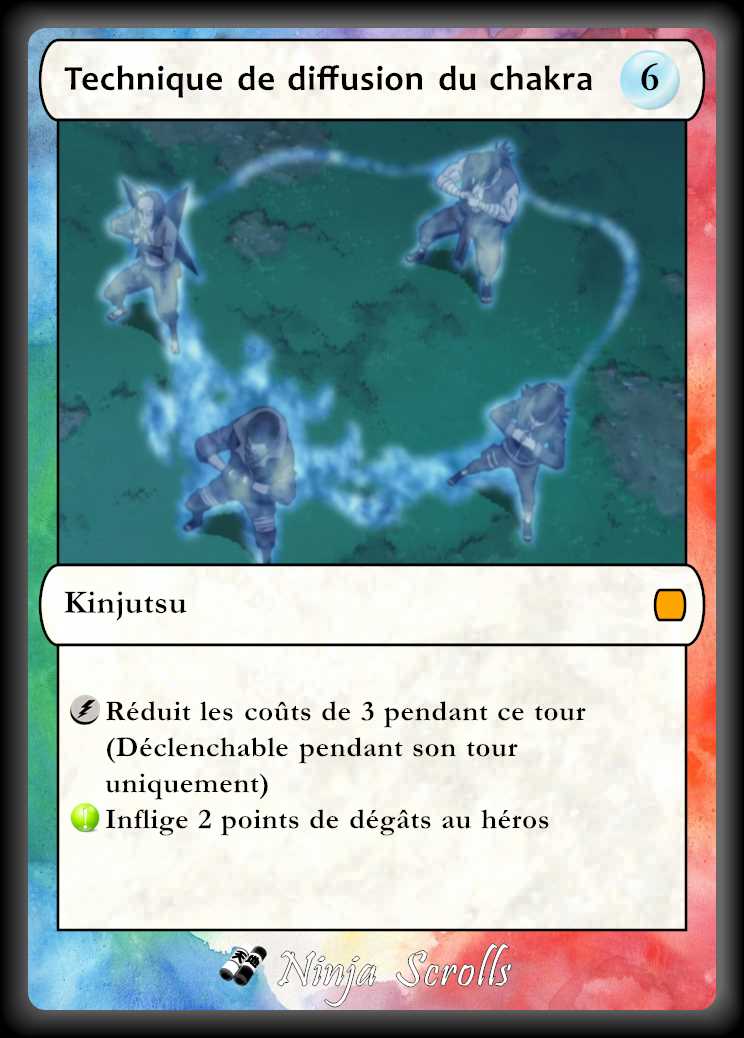 Technique de diffusion du chakra 6
Kinjutsu
Réduit les coûts de 3 pendant ce tour
(Déclenchable pendant son tour
uniquement)
Inflige 2 points de dégâts au héros
Ninja Scrolls